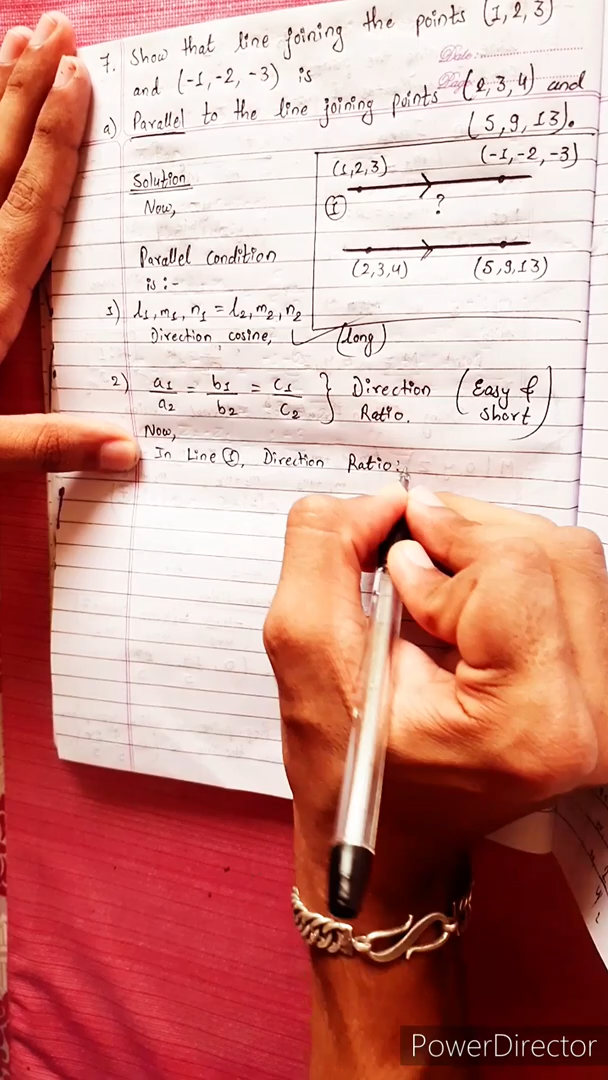 7. Show that line joining the points (1,2,3)
and (-1,-2,-3) is
Date:
Page
a) Parallel to the line joining points (2,3,4) and
(5,9,13).
Solution
Now,
(1,2,3) (-1,-2,-3)
I
?
(2,3,4) (5,9,13)
Parallel condition
is :-
1) l₁,m₁,n₁ = l₂,m₂,n₂
Direction cosine, (long)
2) a₁/a₂ = b₁/b₂ = c₁/c₂ } Direction Ratio. (Easy & short)
Now,
In Line I, Direction Ratio:
PowerDirector